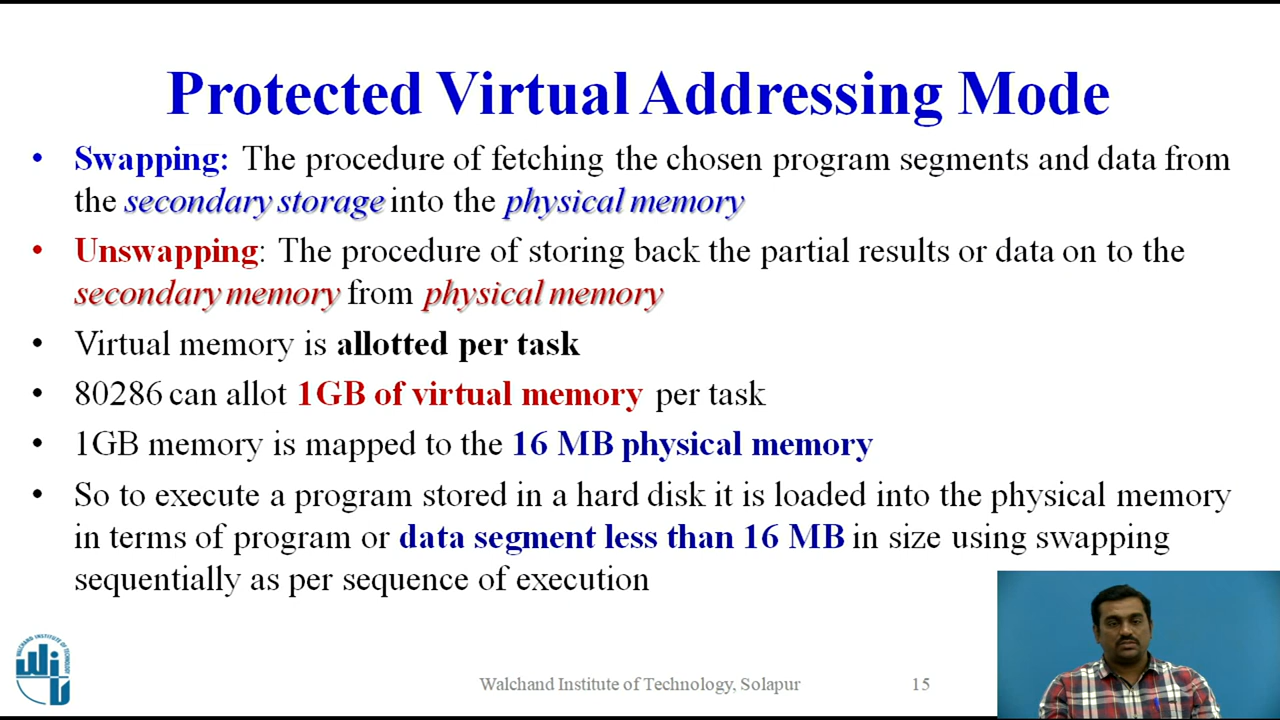 Protected Virtual Addressing Mode
• Swapping: The procedure of fetching the chosen program segments and data from
the secondary storage into the physical memory
• Unswapping: The procedure of storing back the partial results or data on to the
secondary memory from physical memory
• Virtual memory is allotted per task
• 80286 can allot 1GB of virtual memory per task
• 1GB memory is mapped to the 16 MB physical memory
• So to execute a program stored in a hard disk it is loaded into the physical memory
in terms of program or data segment less than 16 MB in size using swapping
sequentially as per sequence of execution
WALCHAND INSTITUTE OF TECHNOLOGY
WIT
Walchand Institute of Technology, Solapur 15